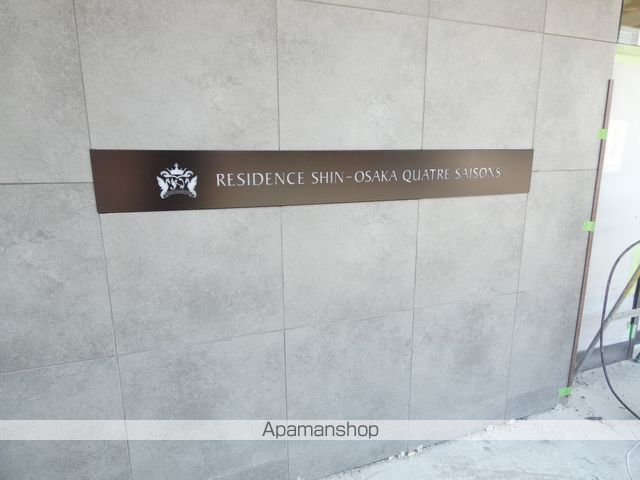 RESIDENCE SHIN-OSAKA QUATRE SAISONS
Apamanshop